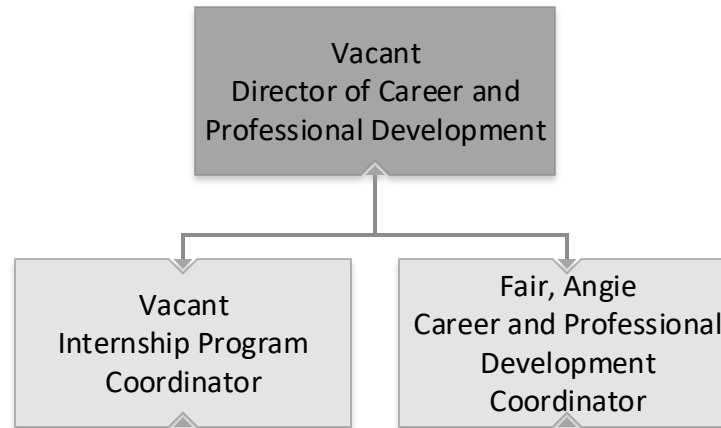 Vacant
Director of Career and
Professional Development
Vacant
Internship Program
Coordinator
Fair, Angie
Career and Professional
Development
Coordinator